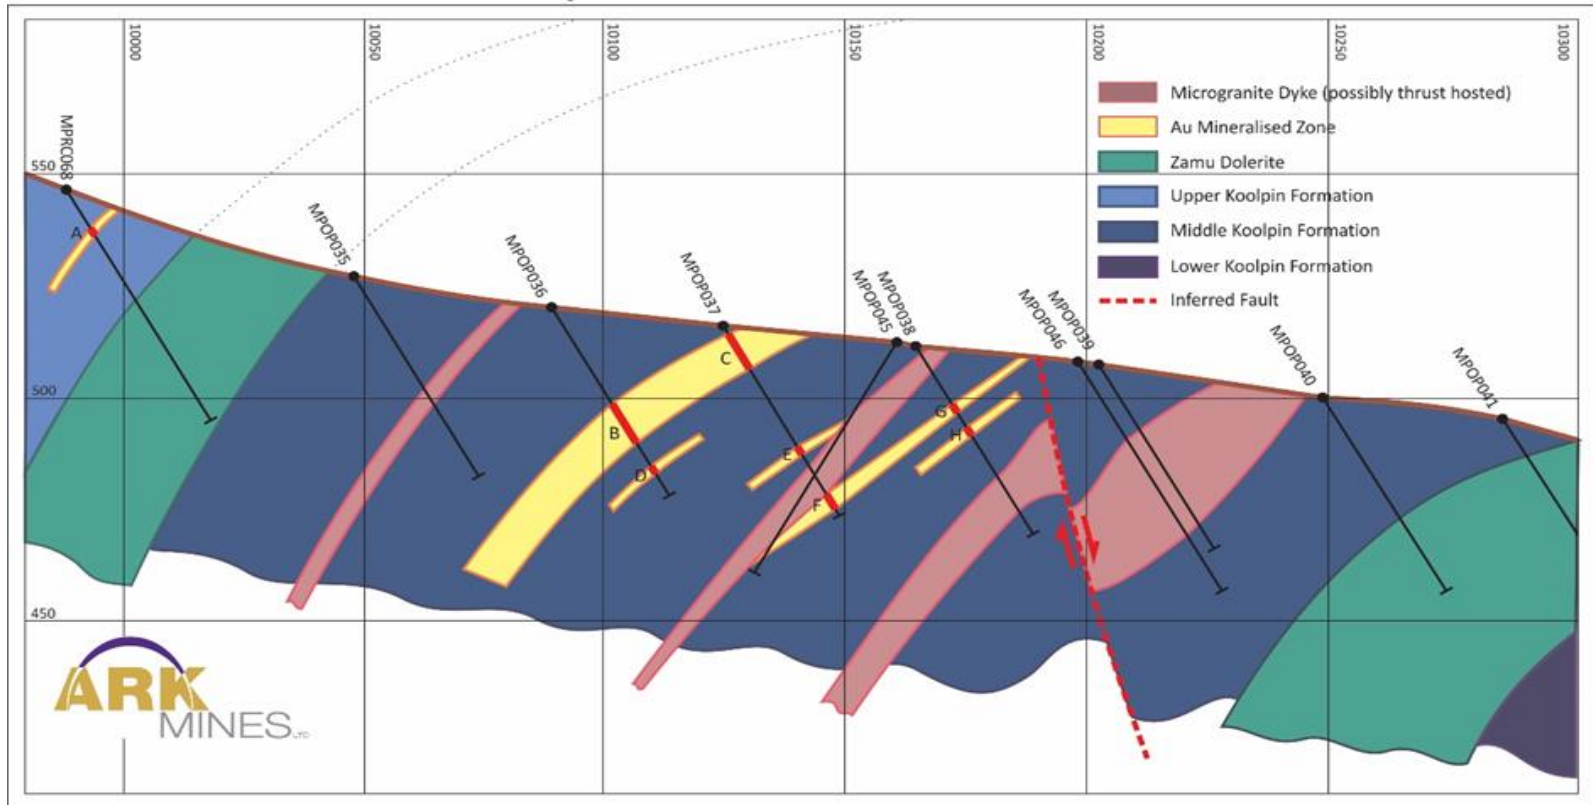 10000
10050
10100
10150
10200
10250
10300
Microgranite Dyke (possibly thrust hosted)
Au Mineralised Zone
Zamu Dolerite
Upper Koolpin Formation
Middle Koolpin Formation
Lower Koolpin Formation
Inferred Fault
550
500
450
MPRC068
MPOP035
MPOP036
MPOP037
MPOP045
MPOP038
MPOP046
MPOP039
MPOP040
MPOP041
A
C
B
D
E
F
G
H
ARK
MINES LTD